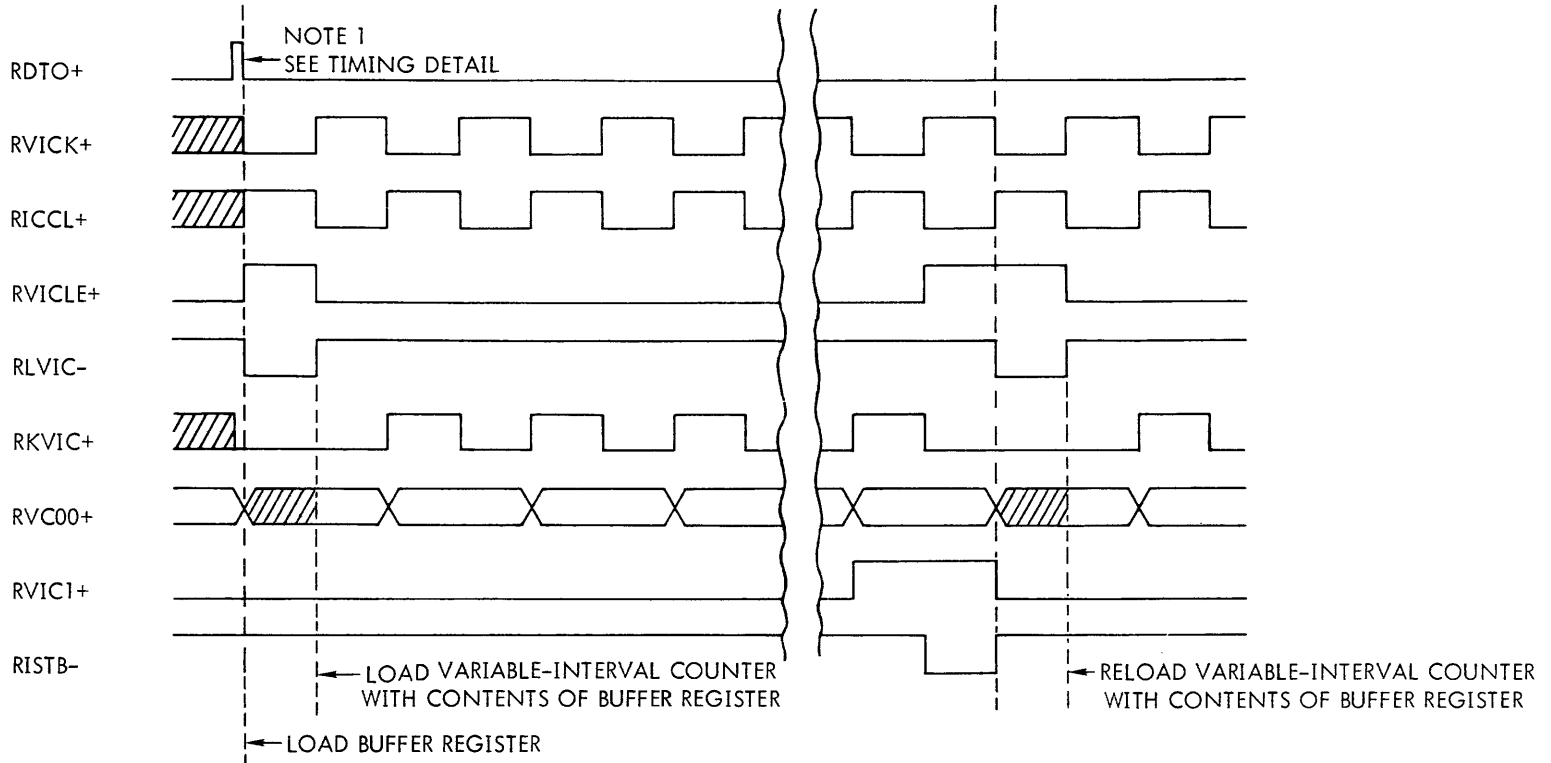 NOTE 1
SEE TIMING DETAIL
RDTO+
RVICK+
RICCL+
RVICLE+
RLVIC-
RKVIC+
RVC00+
RVIC1+
RISTB-
LOAD VARIABLE-INTERVAL COUNTER
WITH CONTENTS OF BUFFER REGISTER
RELOAD VARIABLE-INTERVAL COUNTER
WITH CONTENTS OF BUFFER REGISTER
LOAD BUFFER REGISTER